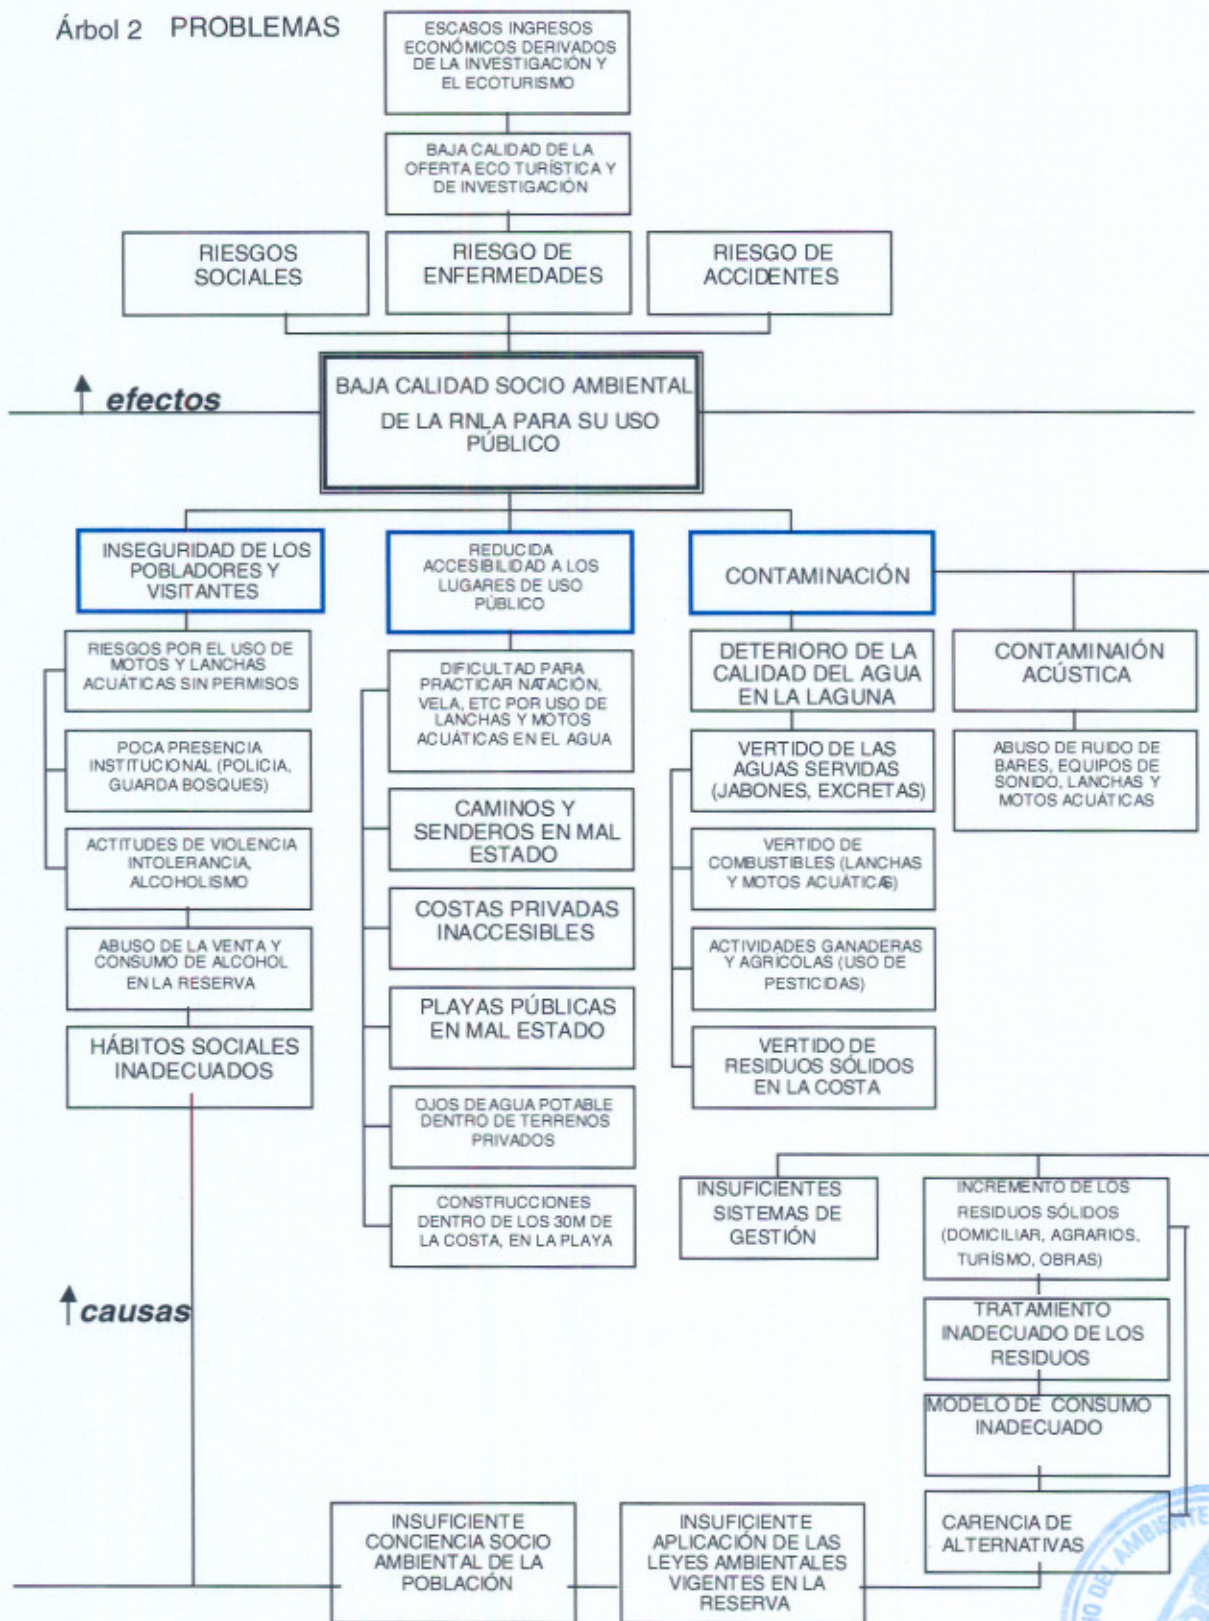 Árbol 2 PROBLEMAS
ESCASOS INGRESOS
ECONÓMICOS DERIVADOS
DE LA INVESTIGACIÓN Y
EL ECOTURISMO
BAJA CALIDAD DE LA
OFERTA ECO TURÍSTICA Y
DE INVESTIGACIÓN
RIESGOS
SOCIALES
RIESGO DE
ENFERMEDADES
RIESGO DE
ACCIDENTES
efectos
BAJA CALIDAD SOCIO AMBIENTAL
DE LA RNLA PARA SU USO
PÚBLICO
INSEGURIDAD DE LOS
POBLADORES Y
VISITANTES
RIESGOS POR EL USO DE
MOTOS Y LANCHAS
ACUÁTICAS SIN PERMISOS
POCA PRESENCIA
INSTITUCIONAL (POLICIA,
GUARDA BOSQUES)
ACTITUDES DE VIOLENCIA
INTOLERANCIA,
ALCOHOLISMO
ABUSO DE LA VENTA Y
CONSUMO DE ALCOHOL
EN LA RESERVA
HÁBITOS SOCIALES
INADECUADOS
REDUCIDA
ACCESIBILIDAD A LOS
LUGARES DE USO
PÚBLICO
DIFICULTAD PARA
PRACTICAR NATACIÓN,
VELA, ETC POR USO DE
LANCHAS Y MOTOS
ACUÁTICAS EN EL AGUA
CAMINOS Y
SENDEROS EN MAL
ESTADO
COSTAS PRIVADAS
INACCESIBLES
PLAYAS PÚBLICAS
EN MAL ESTADO
OJOS DE AGUA POTABLE
DENTRO DE TERRENOS
PRIVADOS
CONSTRUCCIONES
DENTRO DE LOS 30M DE
LA COSTA, EN LA PLAYA
CONTAMINACIÓN
DETERIORO DE LA
CALIDAD DEL AGUA
EN LA LAGUNA
VERTIDO DE LAS
AGUAS SERVIDAS
(JABONES, EXCRETAS)
VERTIDO DE
COMBUSTIBLES (LANCHAS
Y MOTOS ACUÁTICAS)
ACTIVIDADES GANADERAS
Y AGRÍCOLAS (USO DE
PESTICIDAS)
VERTIDO DE
RESIDUOS SÓLIDOS
EN LA COSTA
CONTAMINAIÓN
ACÚSTICA
ABUSO DE RUIDO DE
BARES, EQUIPOS DE
SONIDO, LANCHAS Y
MOTOS ACUÁTICAS
INSUFICIENTES
SISTEMAS DE
GESTIÓN
INCREMENTO DE LOS
RESIDUOS SÓLIDOS
(DOMICILIAR, AGRARIOS,
TURÍSMO, OBRAS)
TRATAMIENTO
INADECUADO DE LOS
RESIDUOS
MODELO DE CONSUMO
INADECUADO
CARENCIA DE
ALTERNATIVAS
causas
INSUFICIENTE
CONCIENCIA SOCIO
AMBIENTAL DE LA
POBLACIÓN
INSUFICIENTE
APLICACIÓN DE LAS
LEYES AMBIENTALES
VIGENTES EN LA
RESERVA
DEL AMBIENTE